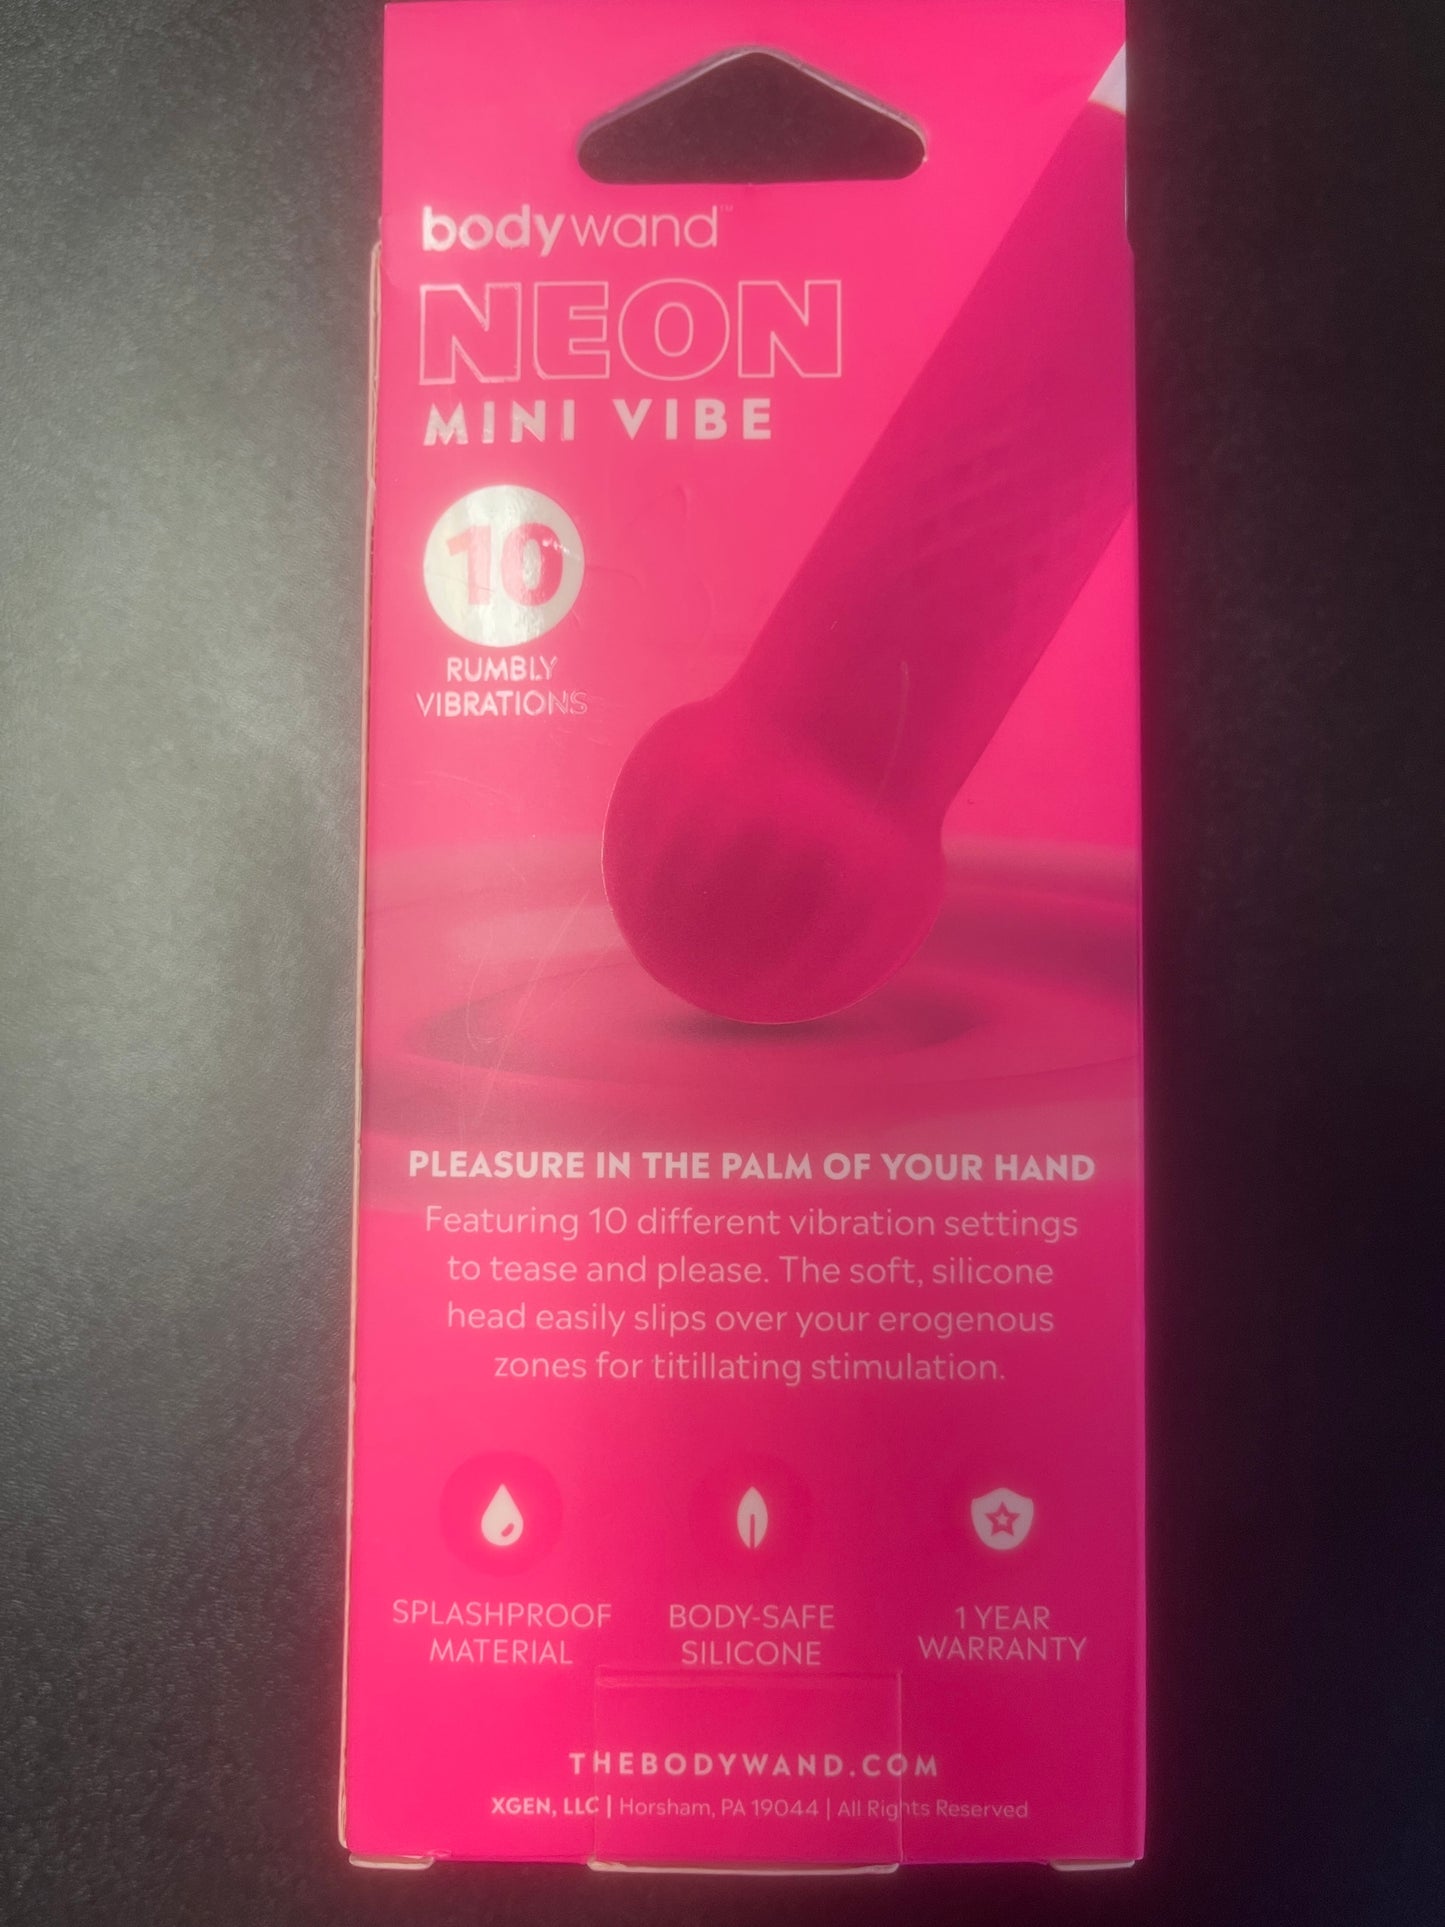 bodywand™
NEON
MINI VIBE
10
RUMBLY
VIBRATIONS
PLEASURE IN THE PALM OF YOUR HAND
Featuring 10 different vibration settings
to tease and please. The soft, silicone
head easily slips over your erogenous
zones for titillating stimulation.
SPLASHPROOF
MATERIAL
BODY-SAFE
SILICONE
1 YEAR
WARRANTY
THEBODYWAND.COM
XGEN, LLC | Horsham, PA 19044 | All Rights Reserved